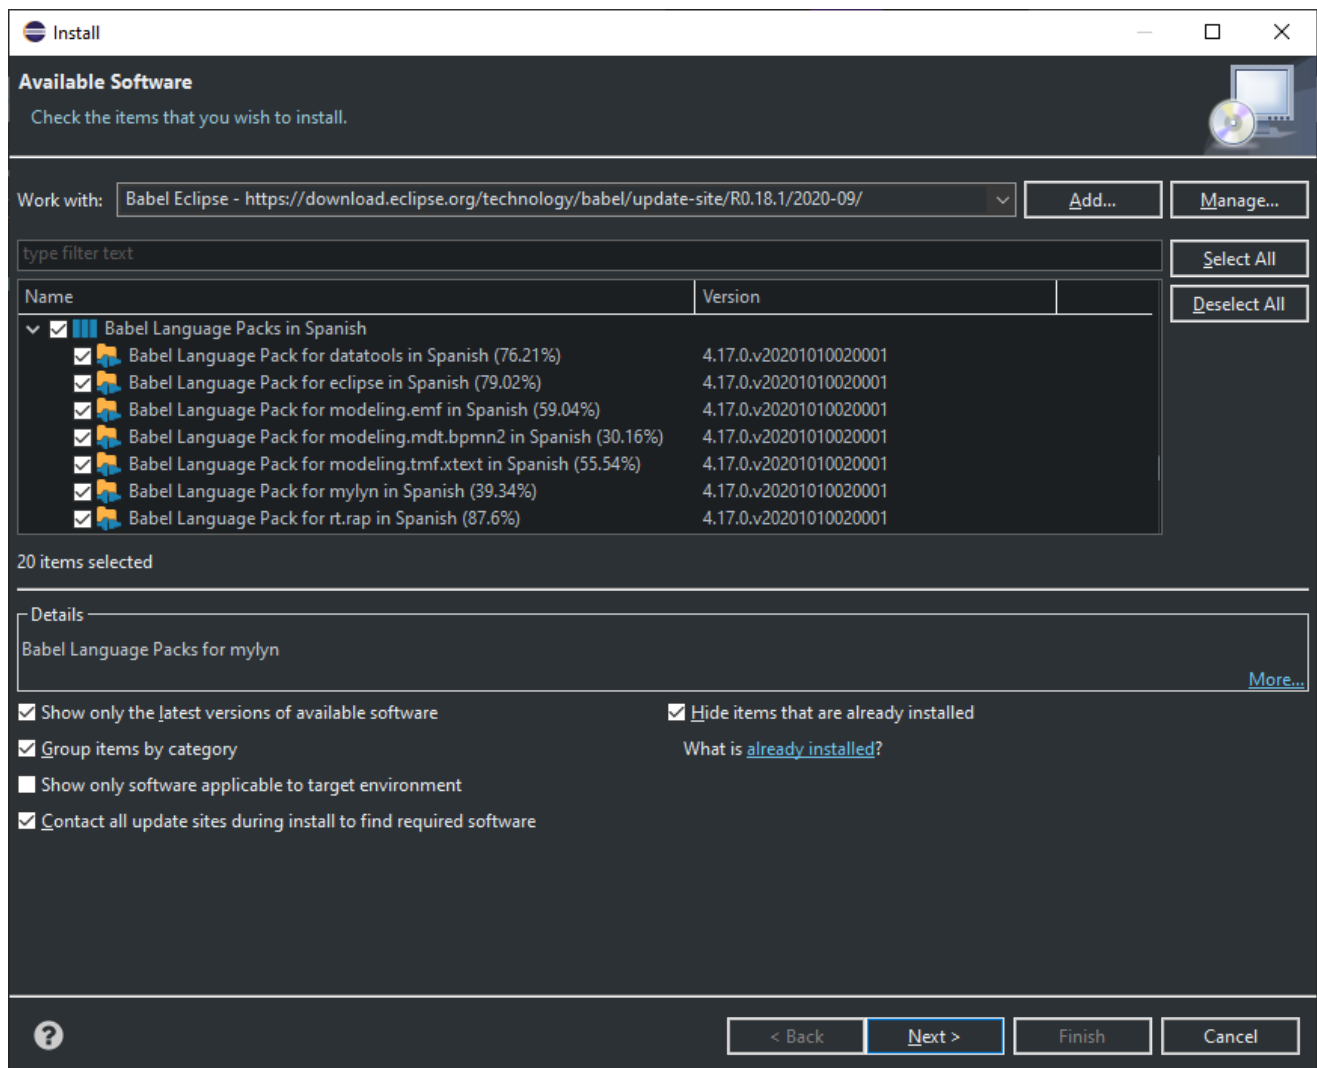 Install
Available Software
Check the items that you wish to install.
Work with: Babel Eclipse - https://download.eclipse.org/technology/babel/update-site/R0.18.1/2020-09/ Add... Manage...
type filter text Select All
Name Version Deselect All
Babel Language Packs in Spanish
Babel Language Pack for datatools in Spanish (76.21%) 4.17.0.v20201010020001
Babel Language Pack for eclipse in Spanish (79.02%) 4.17.0.v20201010020001
Babel Language Pack for modeling.emf in Spanish (59.04%) 4.17.0.v20201010020001
Babel Language Pack for modeling.mdt.bpmn2 in Spanish (30.16%) 4.17.0.v20201010020001
Babel Language Pack for modeling.tmf.xtext in Spanish (55.54%) 4.17.0.v20201010020001
Babel Language Pack for mylyn in Spanish (39.34%) 4.17.0.v20201010020001
Babel Language Pack for rt.rap in Spanish (87.6%) 4.17.0.v20201010020001
20 items selected
Details
Babel Language Packs for mylyn
More...
Show only the latest versions of available software Hide items that are already installed
Group items by category What is already installed?
Show only software applicable to target environment
Contact all update sites during install to find required software
? < Back Next > Finish Cancel